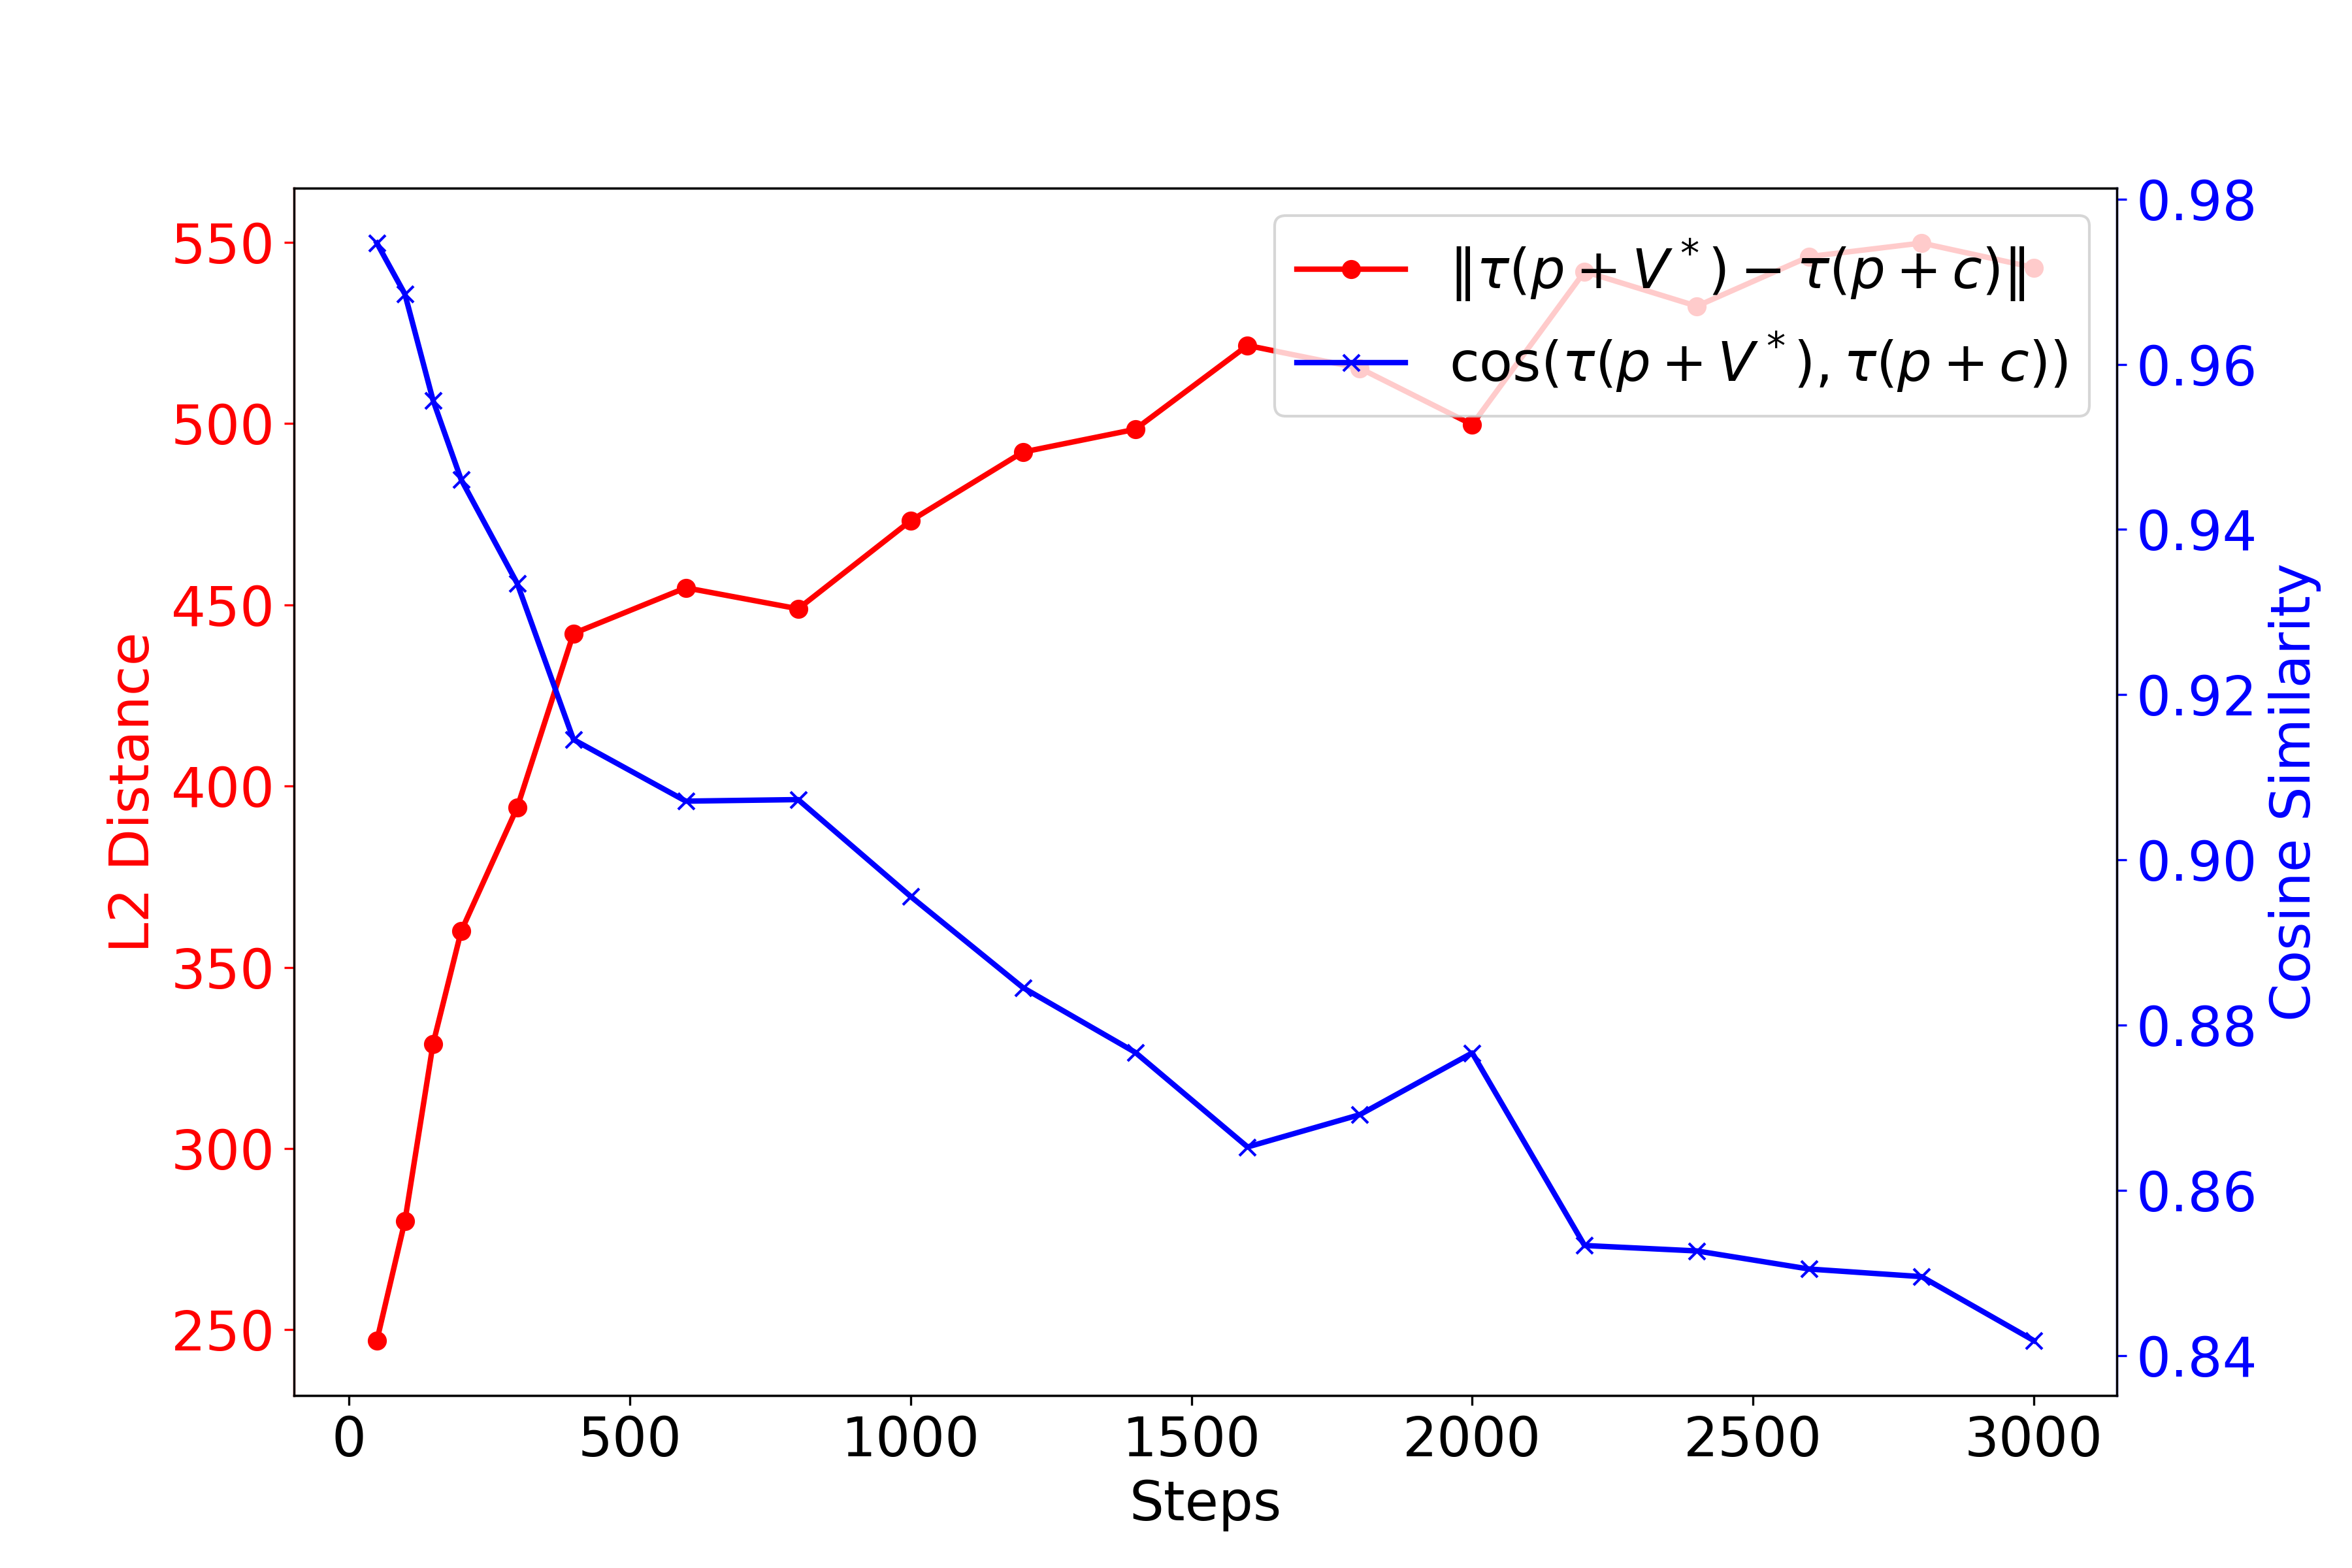 ‖τ(p + V*) − τ(p + c)‖
cos(τ(p + V*), τ(p + c))
550
500
450
400
350
300
250
L2 Distance
0.98
0.96
0.94
0.92
0.90
0.88
0.86
0.84
Cosine Similarity
0 500 1000 1500 2000 2500 3000
Steps